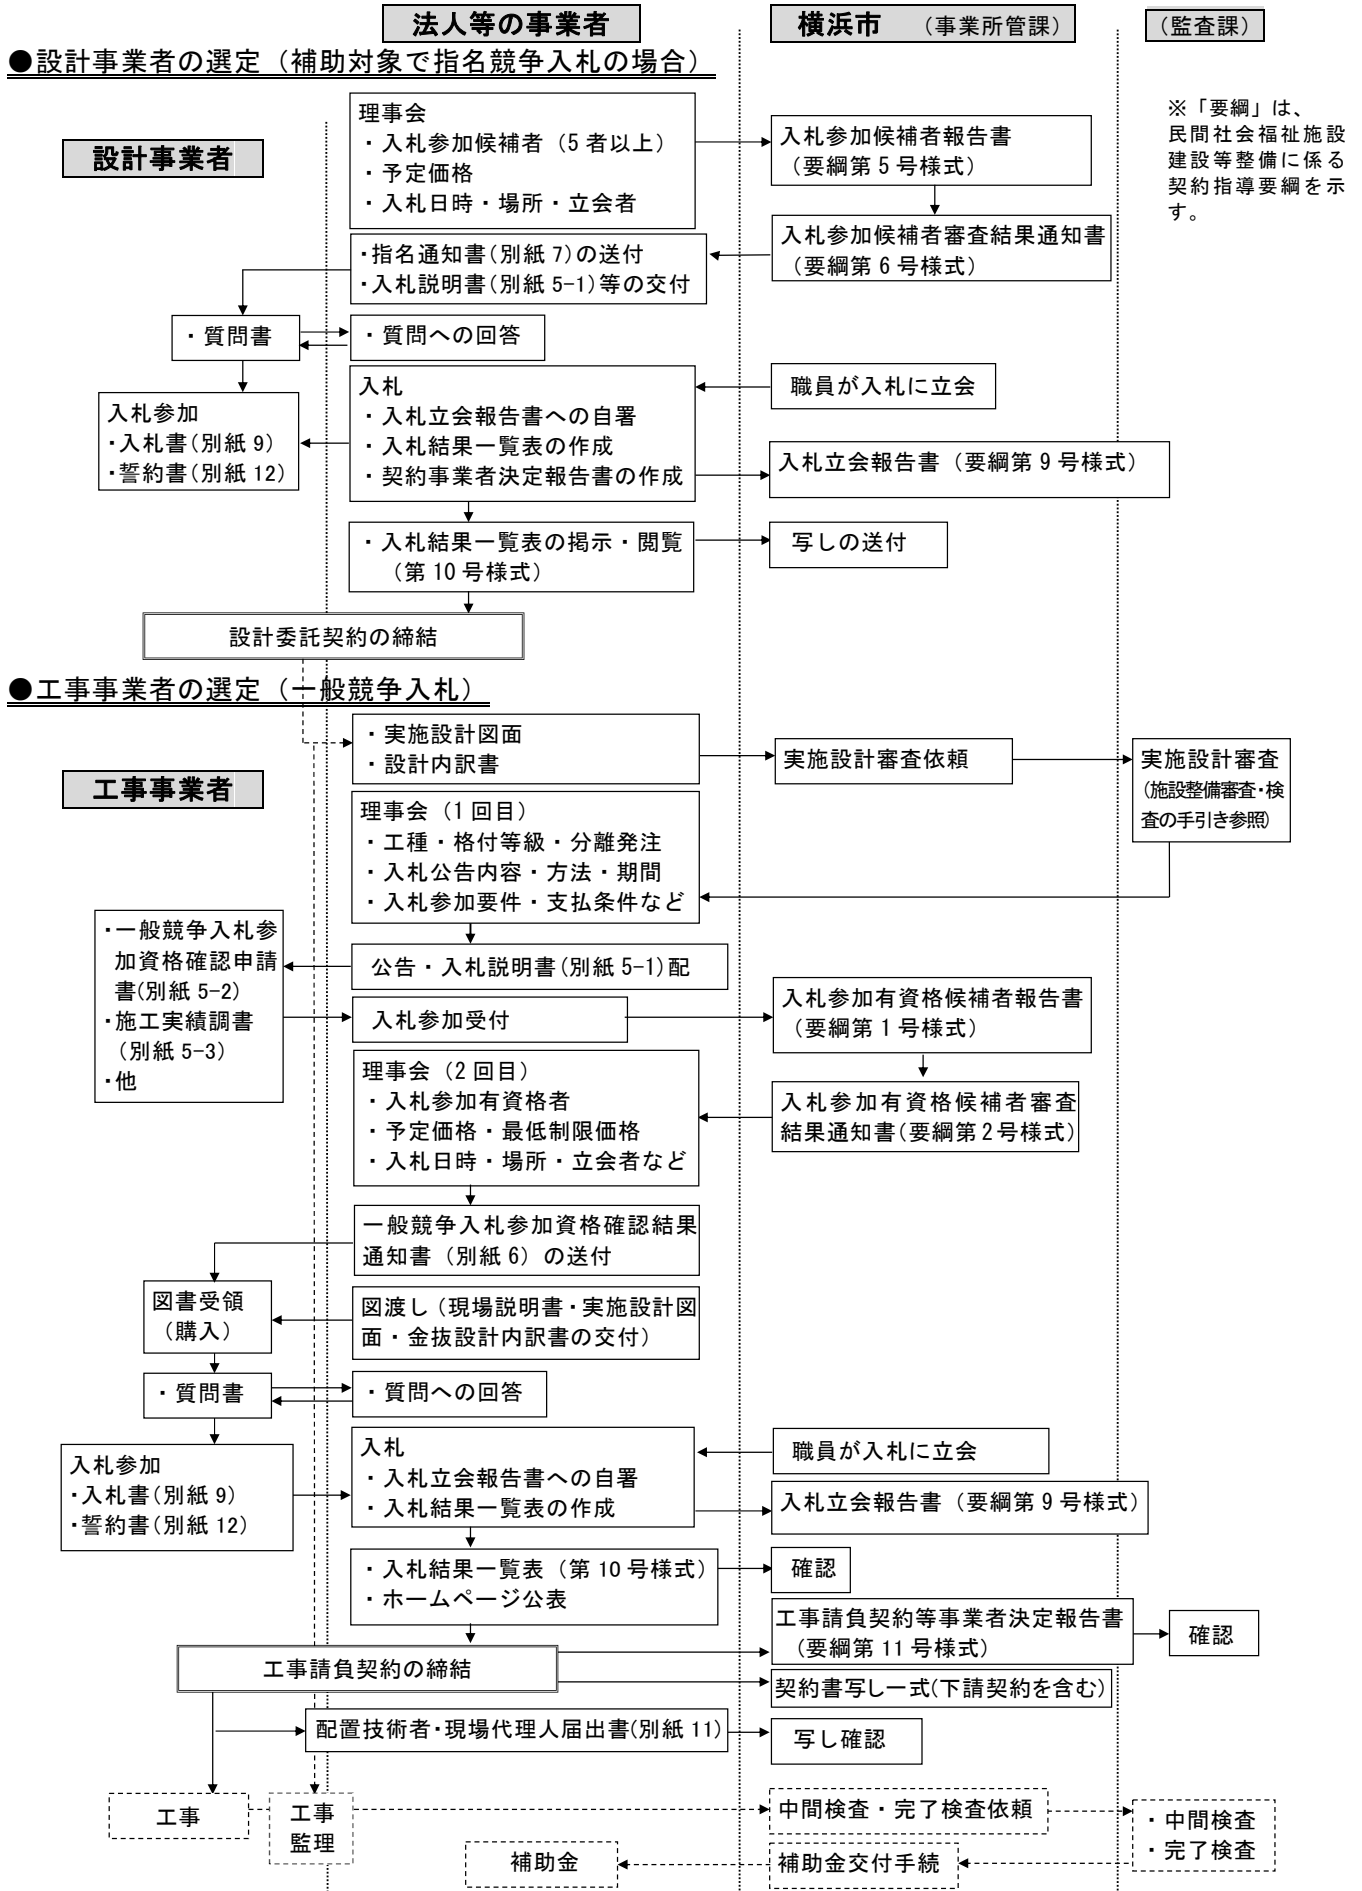 法人等の事業者
横浜市　（事業所管課）
（監査課）
●設計事業者の選定（補助対象で指名競争入札の場合）
※「要綱」は、
民間社会福祉施設
建設等整備に係る
契約指導要綱を示
す。
設計事業者
理事会
・入札参加候補者（5 者以上）
・予定価格
・入札日時・場所・立会者
入札参加候補者報告書
（要綱第 5 号様式）
入札参加候補者審査結果通知書
（要綱第 6 号様式）
・指名通知書（別紙 7）の送付
・入札説明書（別紙 5-1）等の交付
・質問書
・質問への回答
入札
・入札立会報告書への自署
・入札結果一覧表の作成
・契約事業者決定報告書の作成
職員が入札に立会
入札参加
・入札書（別紙 9）
・誓約書（別紙 12）
入札立会報告書（要綱第 9 号様式）
・入札結果一覧表の掲示・閲覧
（第 10 号様式）
写しの送付
設計委託契約の締結
●工事事業者の選定（一般競争入札）
・実施設計図面
・設計内訳書
実施設計審査依頼
実施設計審査
（施設整備審査・検
査の手引き参照）
工事事業者
理事会（1 回目）
・工種・格付等級・分離発注
・入札公告内容・方法・期間
・入札参加要件・支払条件など
・一般競争入札参
加資格確認申請
書（別紙 5-2）
・施工実績調書
（別紙 5-3）
・他
公告・入札説明書（別紙 5-1）配
入札参加受付
入札参加有資格候補者報告書
（要綱第 1 号様式）
理事会（2 回目）
・入札参加有資格者
・予定価格・最低制限価格
・入札日時・場所・立会者など
入札参加有資格候補者審査
結果通知書（要綱第 2 号様式）
一般競争入札参加資格確認結果
通知書（別紙 6）の送付
図書受領
（購入）
図渡し（現場説明書・実施設計図
面・金抜設計内訳書の交付）
・質問書
・質問への回答
入札参加
・入札書（別紙 9）
・誓約書（別紙 12）
入札
・入札立会報告書への自署
・入札結果一覧表の作成
職員が入札に立会
入札立会報告書（要綱第 9 号様式）
・入札結果一覧表（第 10 号様式）
・ホームページ公表
確認
工事請負契約等事業者決定報告書
（要綱第 11 号様式）
確認
工事請負契約の締結
契約書写し一式（下請契約を含む）
配置技術者・現場代理人届出書（別紙 11）
写し確認
工事
工事
監理
中間検査・完了検査依頼
・中間検査
・完了検査
補助金
補助金交付手続